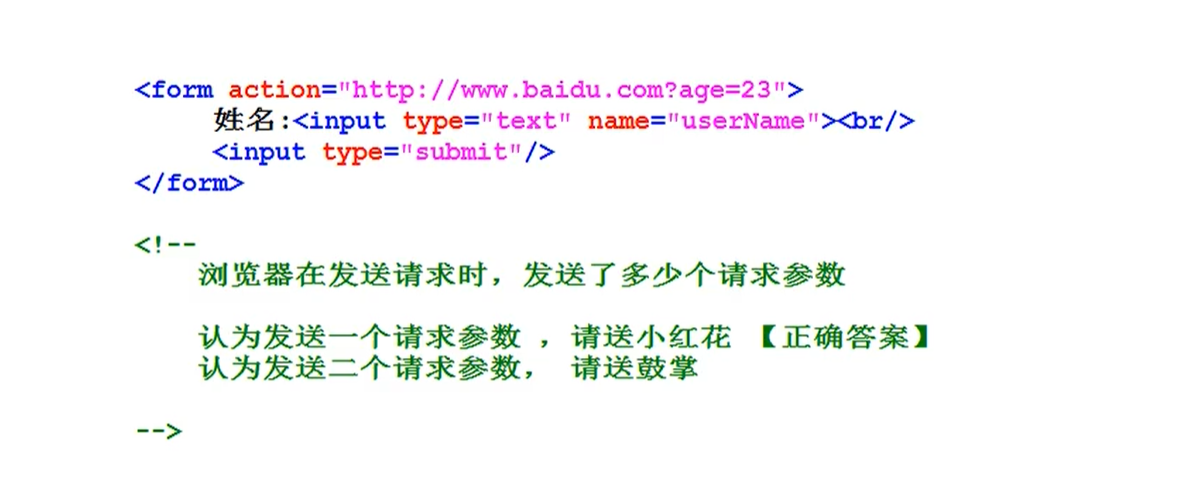 <form action="http://www.baidu.com?age=23">
姓名:<input type="text" name="userName"><br/>
<input type="submit"/>
</form>
<!--
浏览器在发送请求时，发送了多少个请求参数
认为发送一个请求参数 ，请送小红花 【正确答案】
认为发送二个请求参数， 请送鼓掌
-->